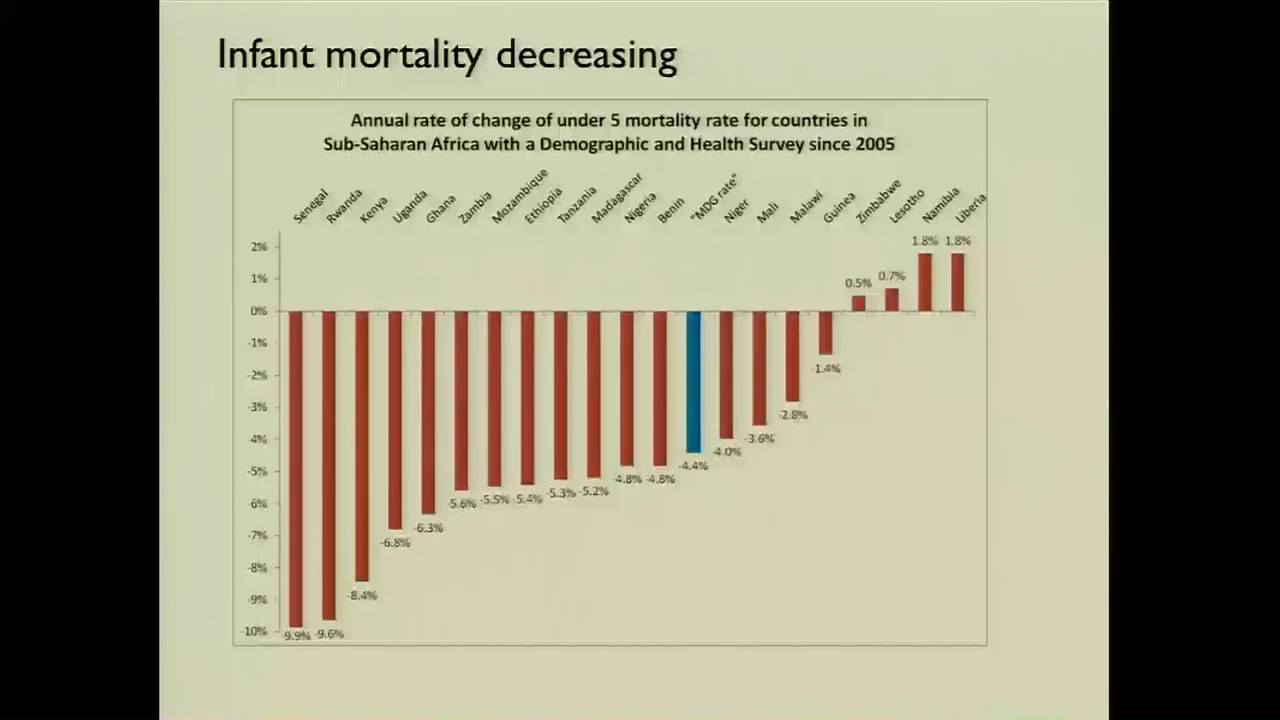 Infant mortality decreasing
Annual rate of change of under 5 mortality rate for countries in
Sub-Saharan Africa with a Demographic and Health Survey since 2005
Senegal
Rwanda
Kenya
Uganda
Ghana
Zambia
Mozambique
Ethiopia
Tanzania
Madagascar
Nigeria
Benin
"MDG rate"
Niger
Mali
Malawi
Guinea
Zimbabwe
Lesotho
Namibia
Liberia
2%
1%
0%
-1%
-2%
-3%
-4%
-5%
-6%
-7%
-8%
-9%
-10%
-9.9%
-9.6%
-8.4%
-6.8%
-6.3%
-5.6%
-5.5%
-5.4%
-5.3%
-5.2%
-4.8%
-4.8%
-4.4%
-4.0%
-3.6%
-2.8%
-1.4%
0.5%
0.7%
1.8%
1.8%